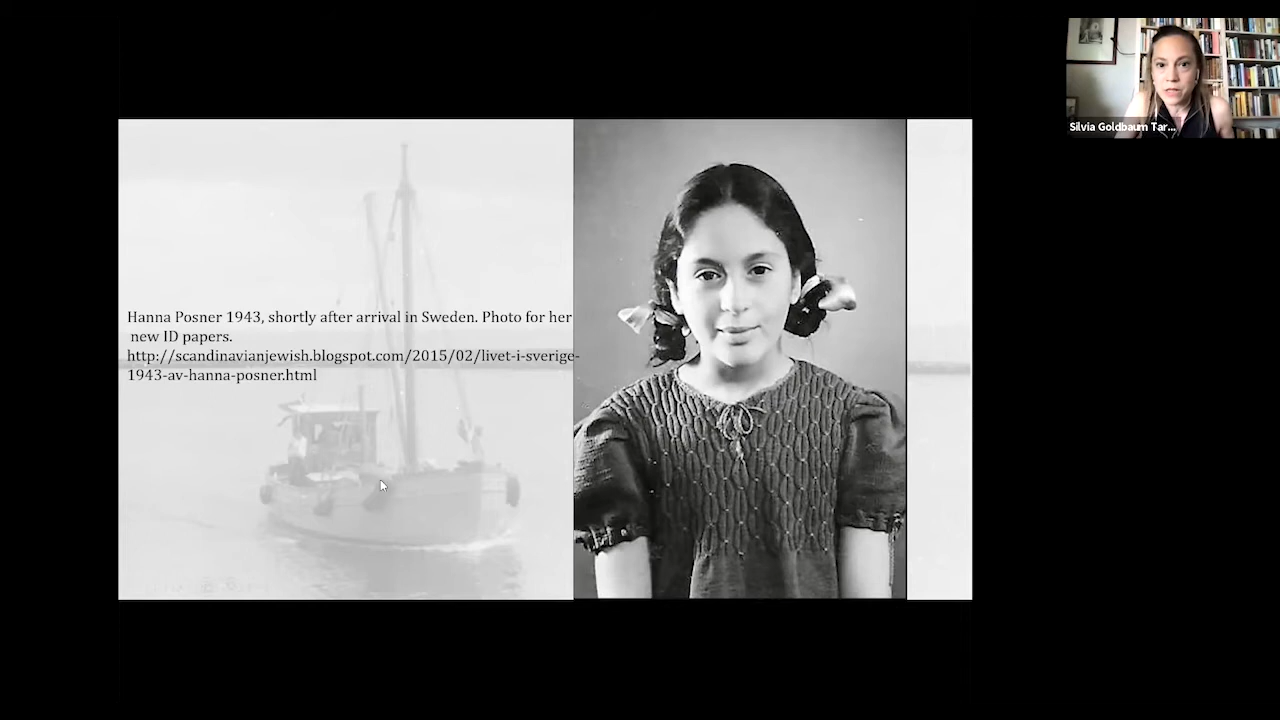 Hanna Posner 1943, shortly after arrival in Sweden. Photo for her
new ID papers.
http://scandinavianjewish.blogspot.com/2015/02/livet-i-sverige-
1943-av-hanna-posner.html
Silvia Goldbaum Tar...